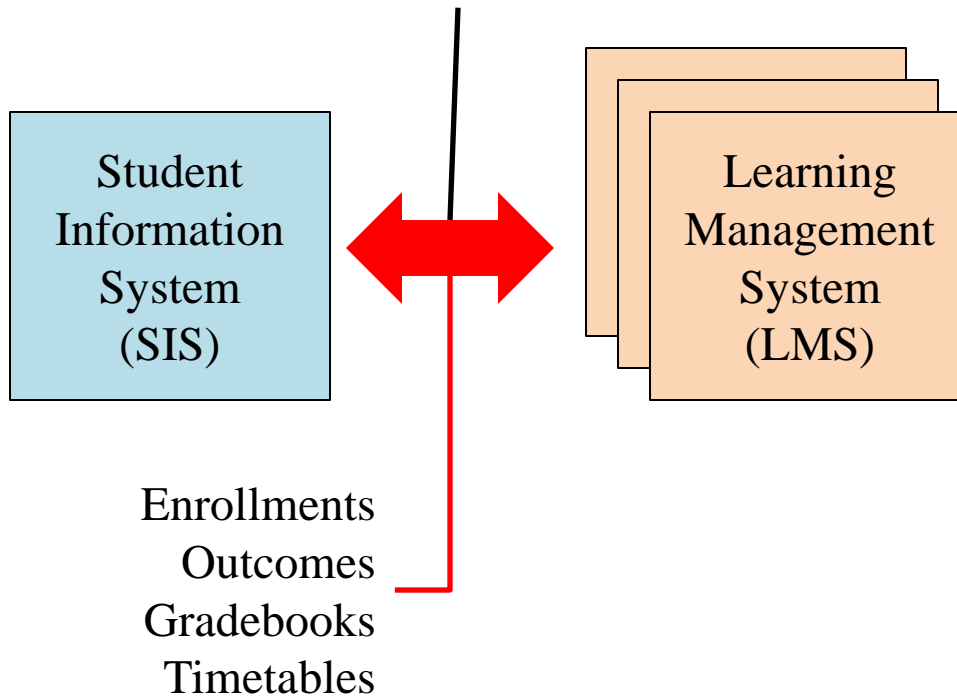 Student
Information
System
(SIS)
Learning
Management
System
(LMS)
Enrollments
Outcomes
Gradebooks
Timetables